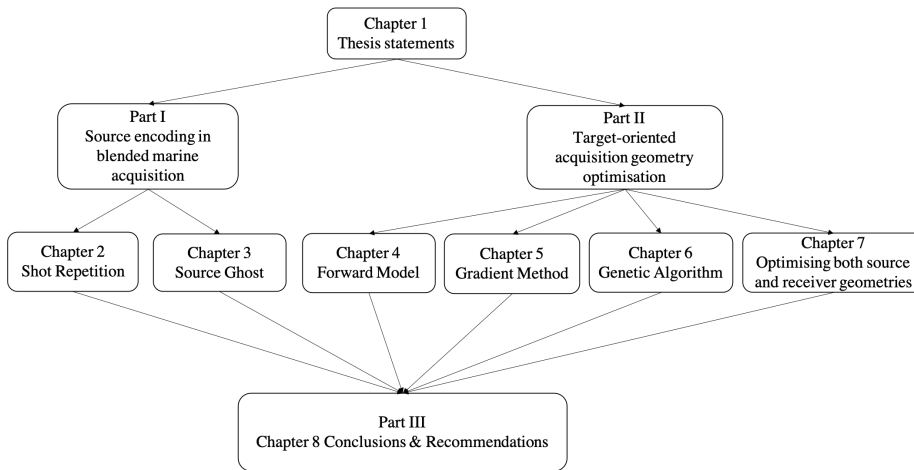 Chapter 1
Thesis statements
Part I
Source encoding in
blended marine
acquisition
Part II
Target-oriented
acquisition geometry
optimisation
Chapter 2
Shot Repetition
Chapter 3
Source Ghost
Chapter 4
Forward Model
Chapter 5
Gradient Method
Chapter 6
Genetic Algorithm
Chapter 7
Optimising both source
and receiver geometries
Part III
Chapter 8 Conclusions & Recommendations